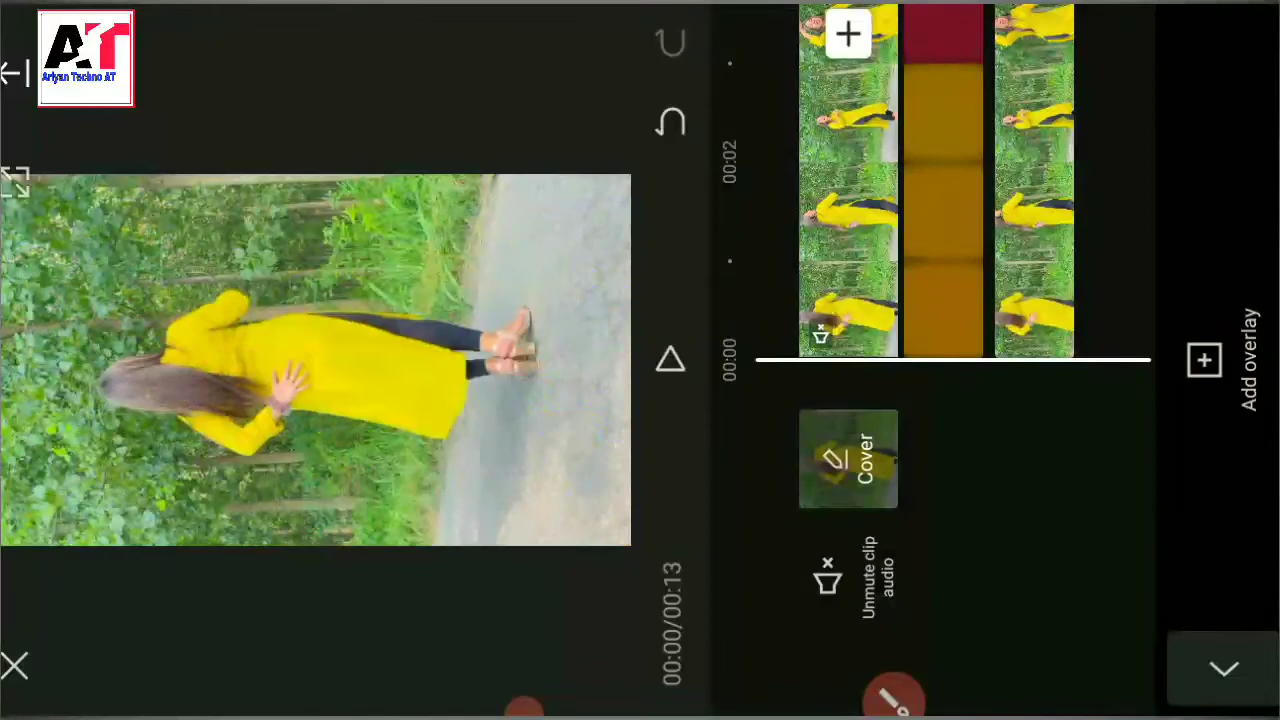 AT
Ariyan Techno AT
00:00/00:13
00:00
00:02
Unmute clip
audio
Cover
Add overlay